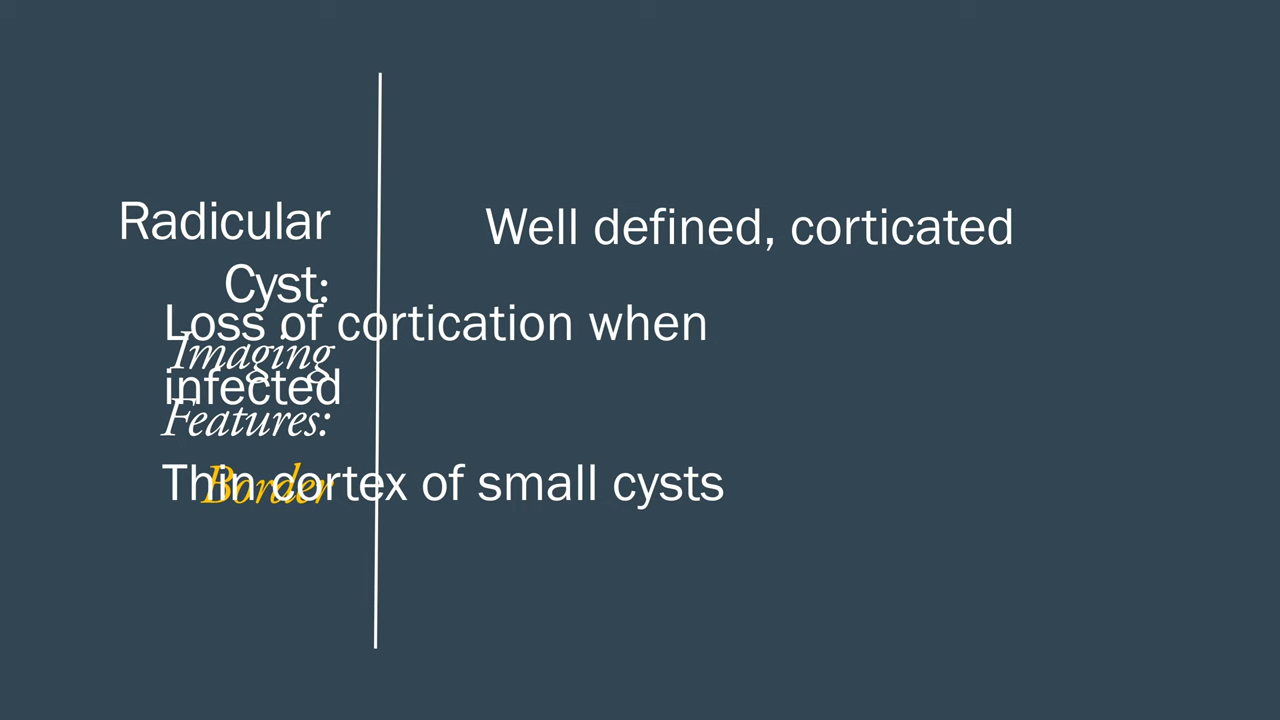 Radicular
Cyst:
Imaging
Features:
Border
Well defined, corticated
Loss of cortication when
infected
Thin cortex of small cysts